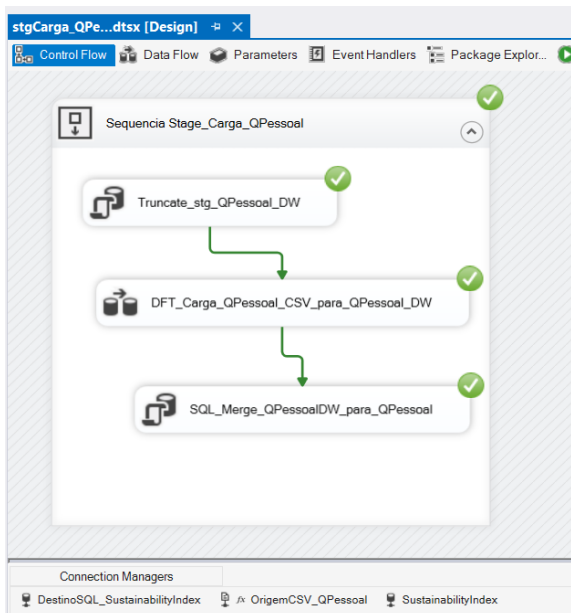 stgCarga_QPe...dtsx [Design]
Control Flow Data Flow Parameters Event Handlers Package Explor...
Sequencia Stage_Carga_QPessoal
Truncate_stg_QPessoal_DW
DFT_Carga_QPessoal_CSV_para_QPessoal_DW
SQL_Merge_QPessoalDW_para_QPessoal
Connection Managers
DestinoSQL_SustainabilityIndex fx OrigemCSV_QPessoal SustainabilityIndex